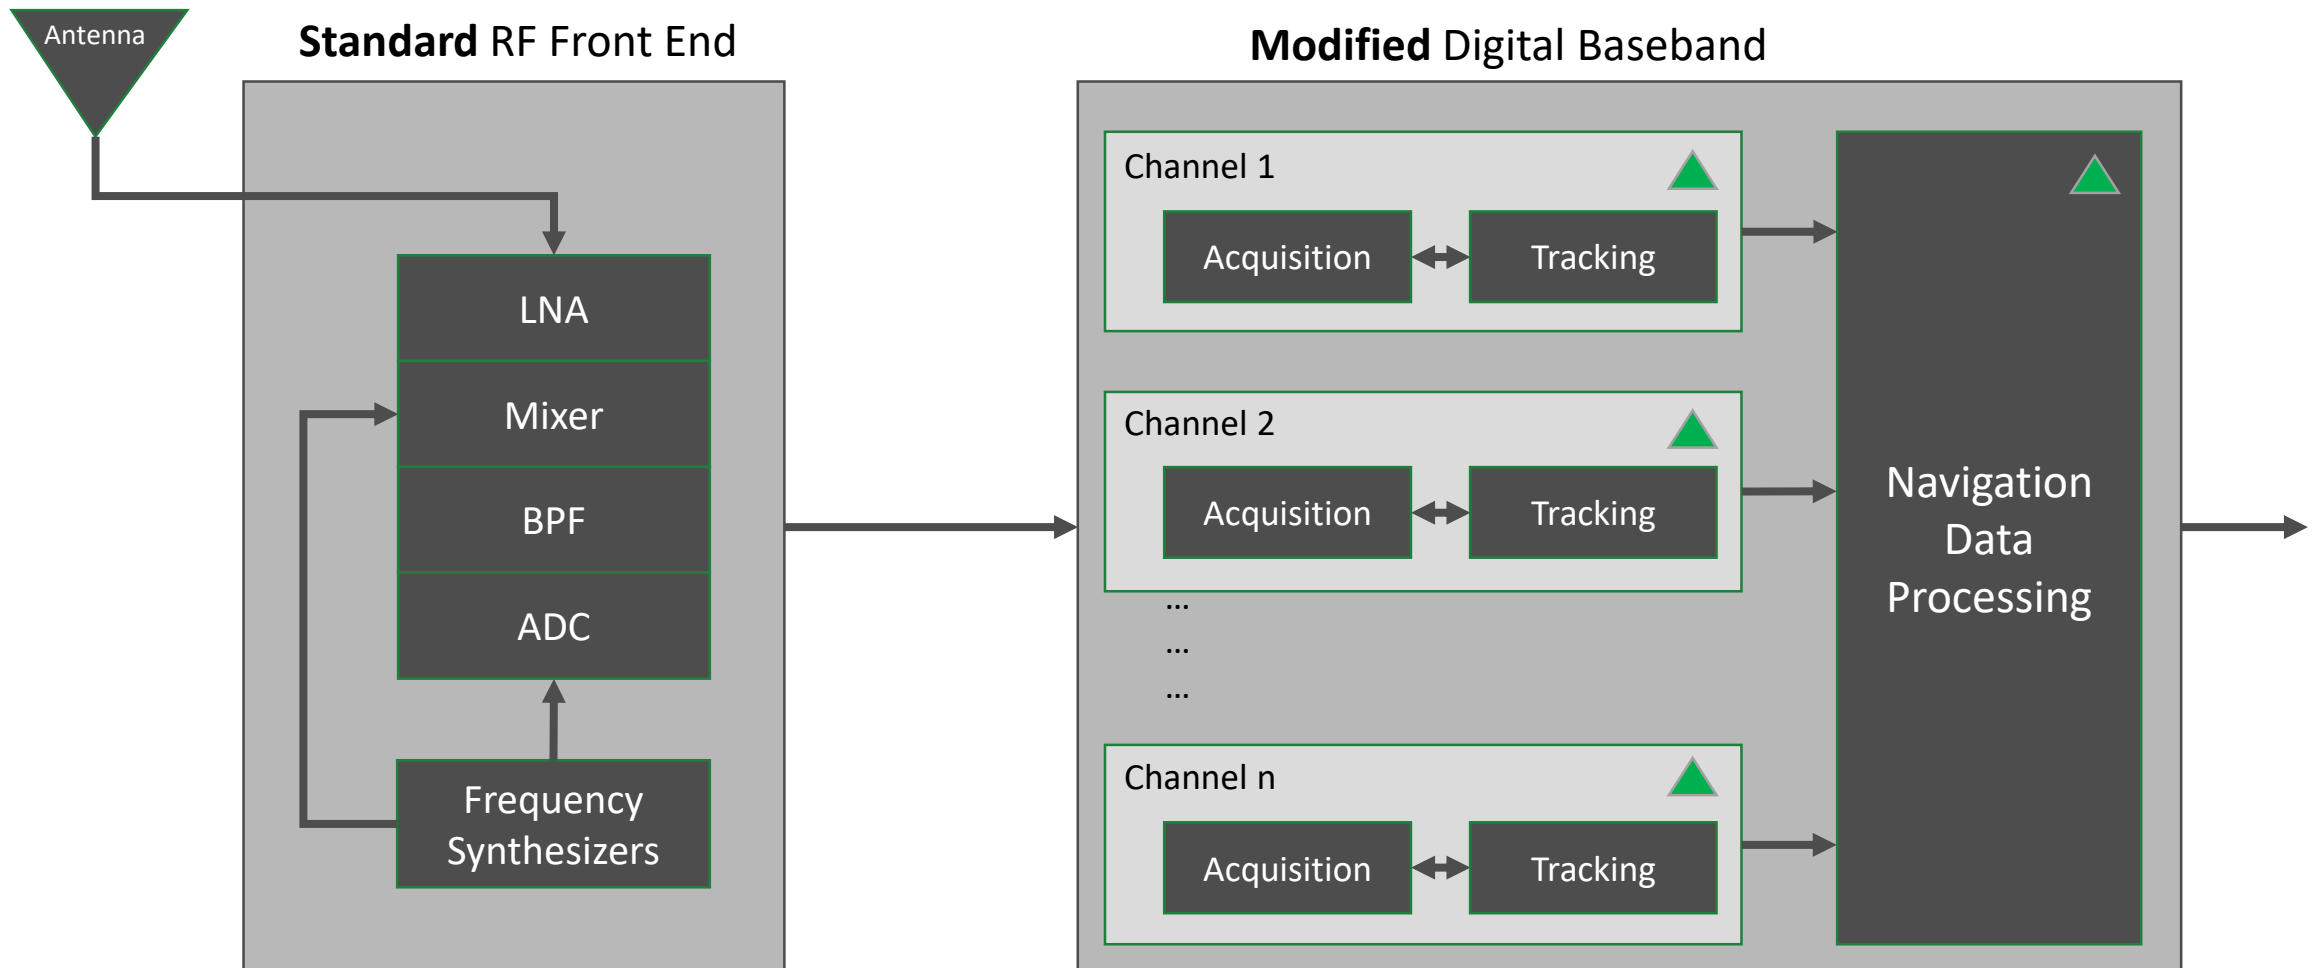 Antenna
Standard RF Front End
LNA
Mixer
BPF
ADC
Frequency
Synthesizers
Modified Digital Baseband
Channel 1
Acquisition
Tracking
Channel 2
Acquisition
Tracking
...
...
...
Channel n
Acquisition
Tracking
Navigation
Data
Processing